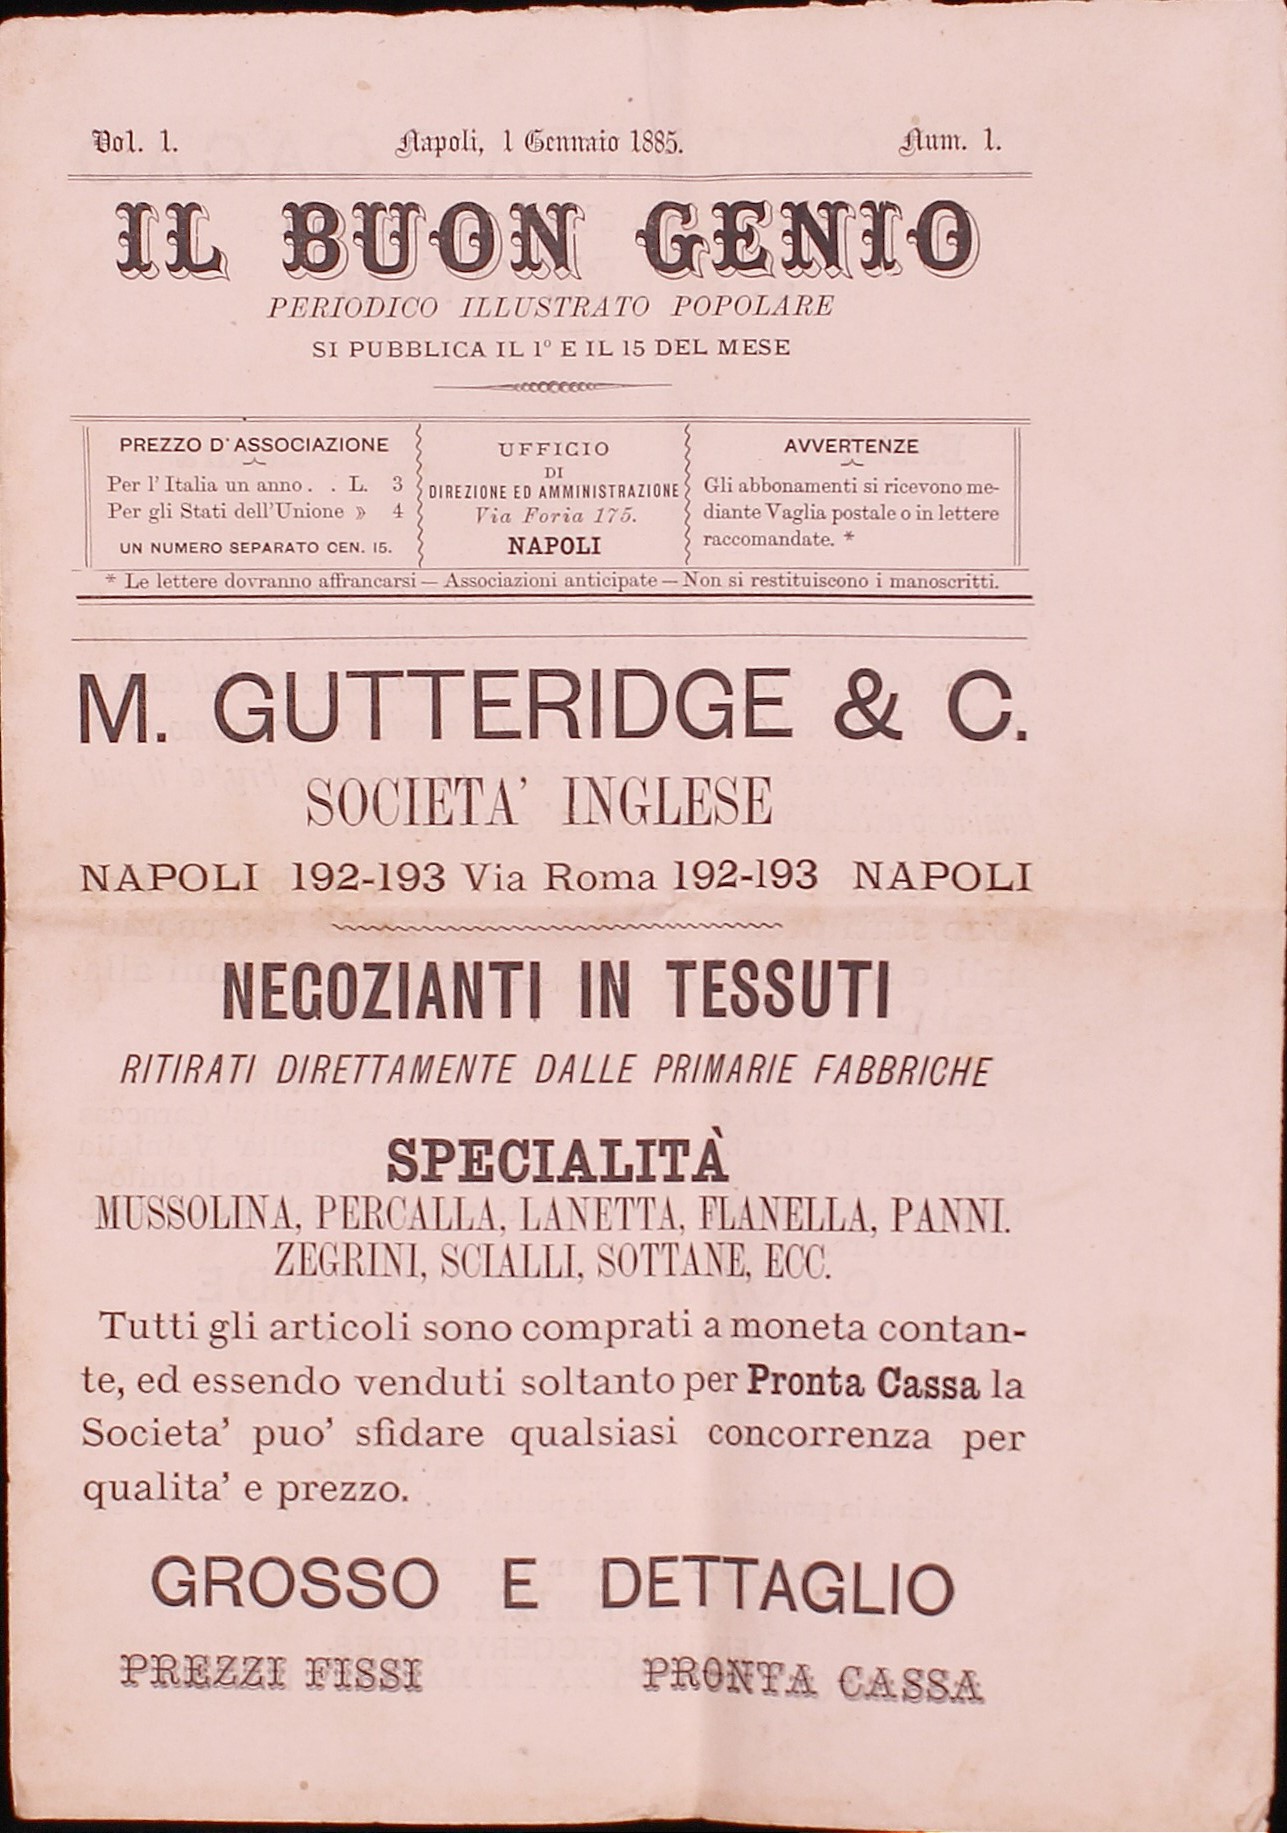 Vol. 1. Napoli, 1 Gennaio 1885. Num. 1.
IL BUON GENIO
PERIODICO ILLUSTRATO POPOLARE
SI PUBBLICA IL 1º E IL 15 DEL MESE
PREZZO D'ASSOCIAZIONE
Per l'Italia un anno. . L. 3
Per gli Stati dell'Unione » 4
UN NUMERO SEPARATO CEN. 15.
UFFICIO
DI
DIREZIONE ED AMMINISTRAZIONE
Via Foria 175.
NAPOLI
AVVERTENZE
Gli abbonamenti si ricevono me-
diante Vaglia postale o in lettere
raccomandate. *
* Le lettere dovranno affrancarsi — Associazioni anticipate — Non si restituiscono i manoscritti.
M. GUTTERIDGE & C.
SOCIETA' INGLESE
NAPOLI 192-193 Via Roma 192-193 NAPOLI
NEGOZIANTI IN TESSUTI
RITIRATI DIRETTAMENTE DALLE PRIMARIE FABBRICHE
SPECIALITÀ
MUSSOLINA, PERCALLA, LANETTA, FLANELLA, PANNI.
ZEGRINI, SCIALLI, SOTTANE, ECC.
Tutti gli articoli sono comprati a moneta contan-
te, ed essendo venduti soltanto per Pronta Cassa la
Societa' puo' sfidare qualsiasi concorrenza per
qualita' e prezzo.
GROSSO E DETTAGLIO
PREZZI FISSI PRONTA CASSA